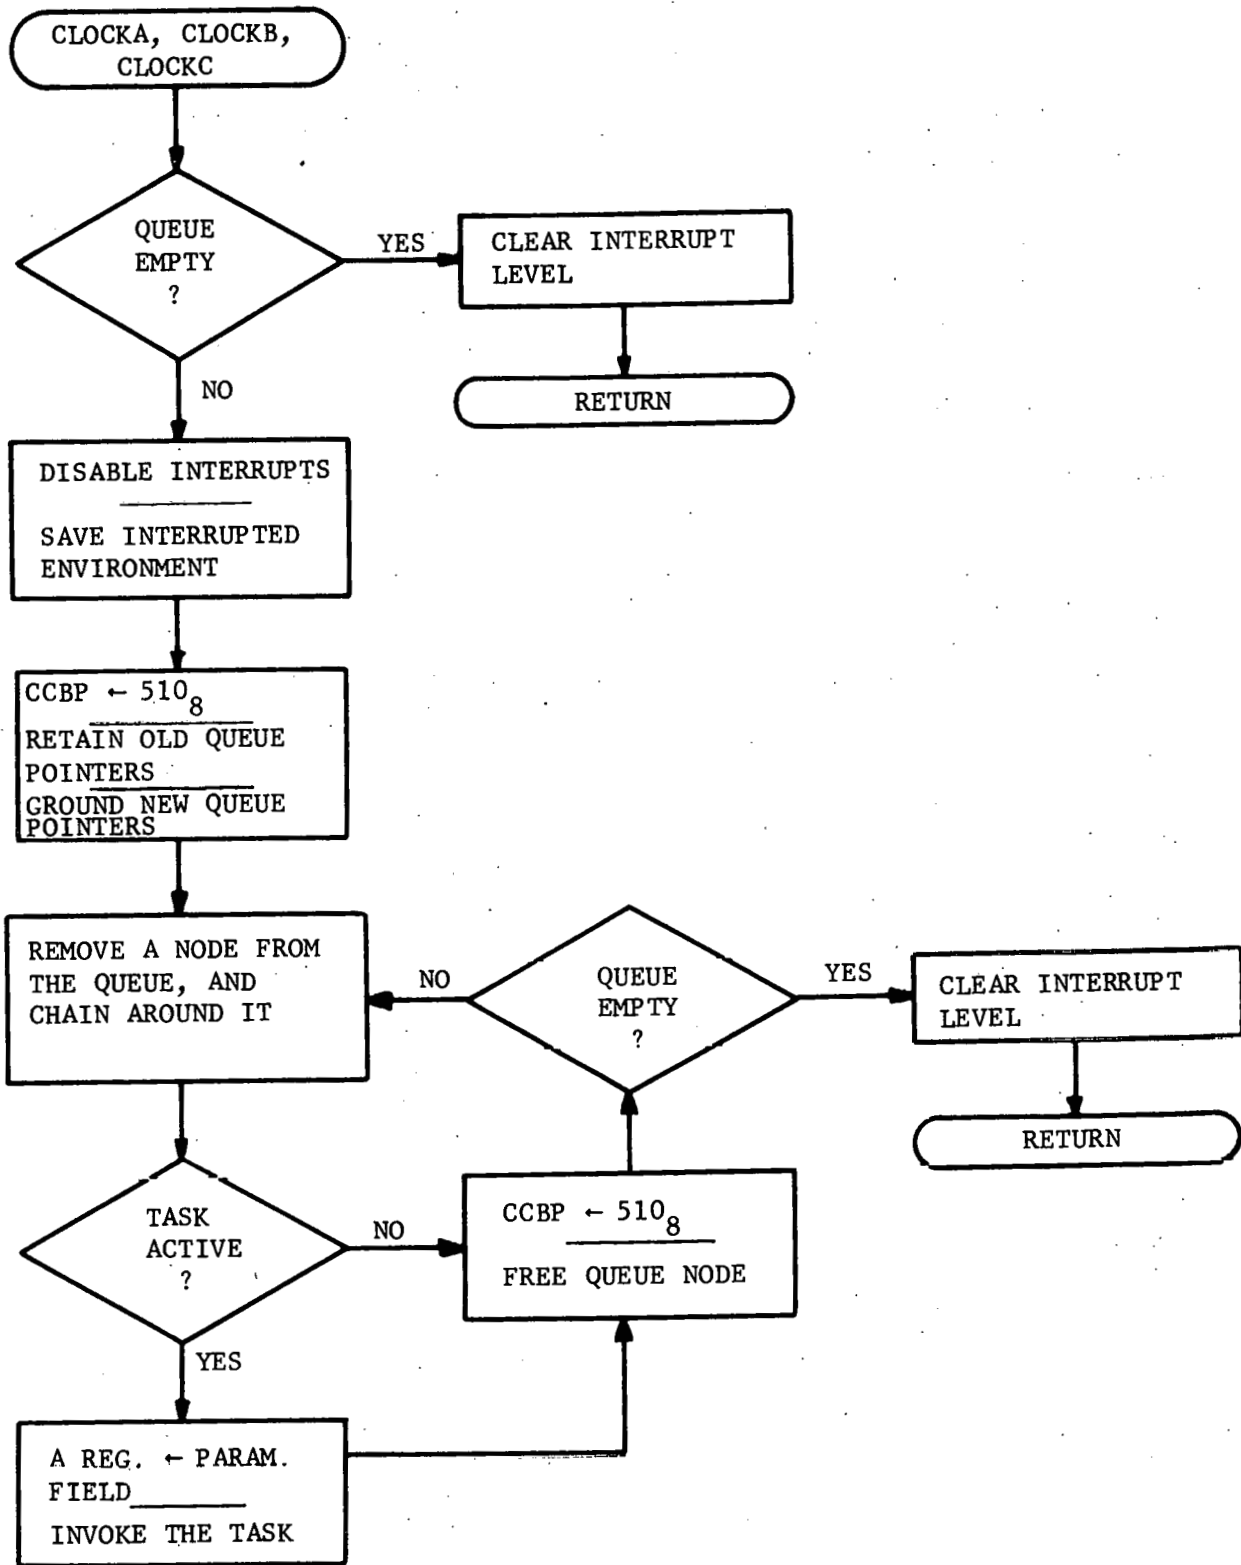 CLOCKA, CLOCKB,
CLOCKC
QUEUE
EMPTY
?
YES
CLEAR INTERRUPT
LEVEL
RETURN
NO
DISABLE INTERRUPTS
SAVE INTERRUPTED
ENVIRONMENT
CCBP ← 510₈
RETAIN OLD QUEUE
POINTERS
GROUND NEW QUEUE
POINTERS
REMOVE A NODE FROM
THE QUEUE, AND
CHAIN AROUND IT
NO
QUEUE
EMPTY
?
YES
CLEAR INTERRUPT
LEVEL
RETURN
TASK
ACTIVE
?
NO
CCBP ← 510₈
FREE QUEUE NODE
YES
A REG. ← PARAM.
FIELD
INVOKE THE TASK